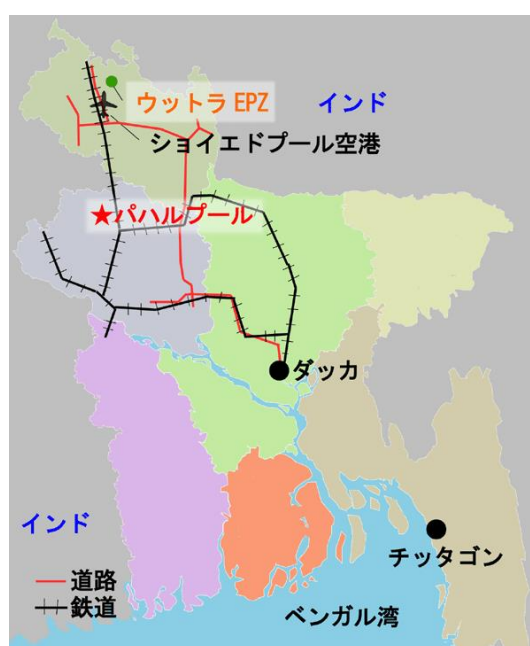 ウットラ EPZ
インド
ショイエドプール空港
★パハルプール
ダッカ
インド
チッタゴン
道路
鉄道
ベンガル湾